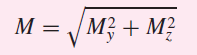 M = √(M_y^2 + M_z^2)